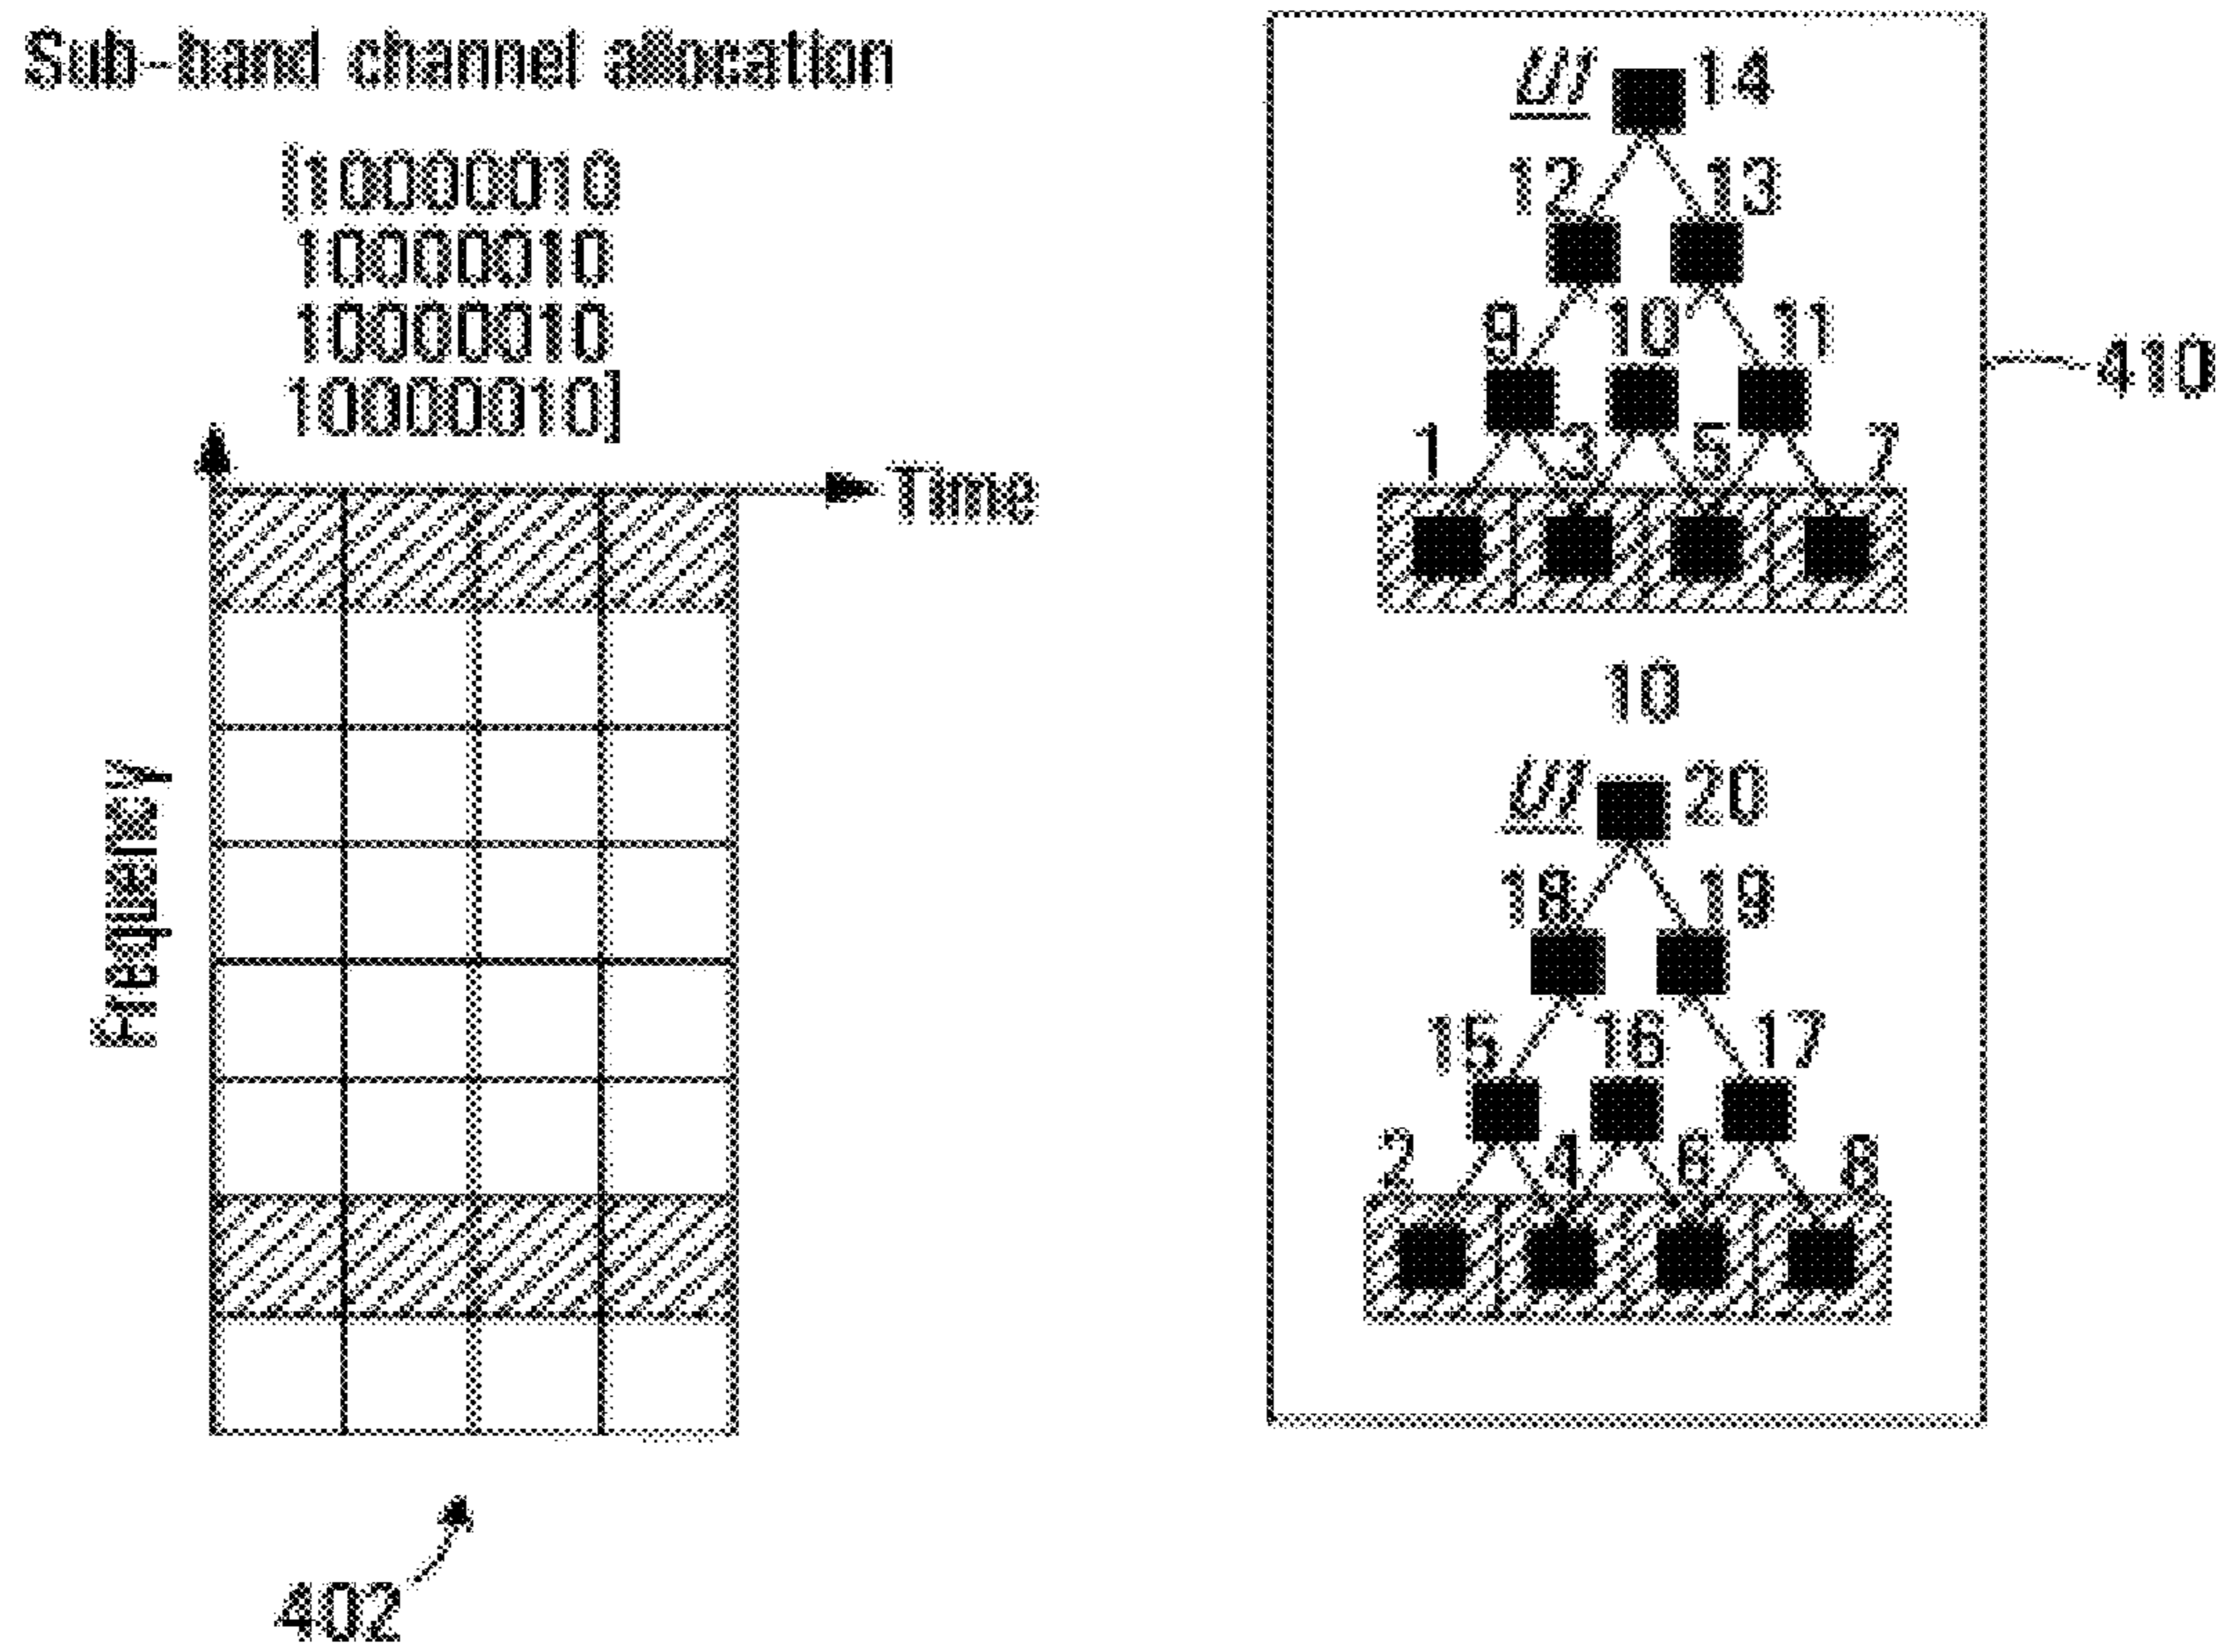 Sub-band channel allocation
[10000010
10000010
10000010
10000010]
Time
Frequency
402
U1 14
12 13
9 10 11
1 3 5 7
10
U1 20
18 19
15 16 17
2 4 6 8
410